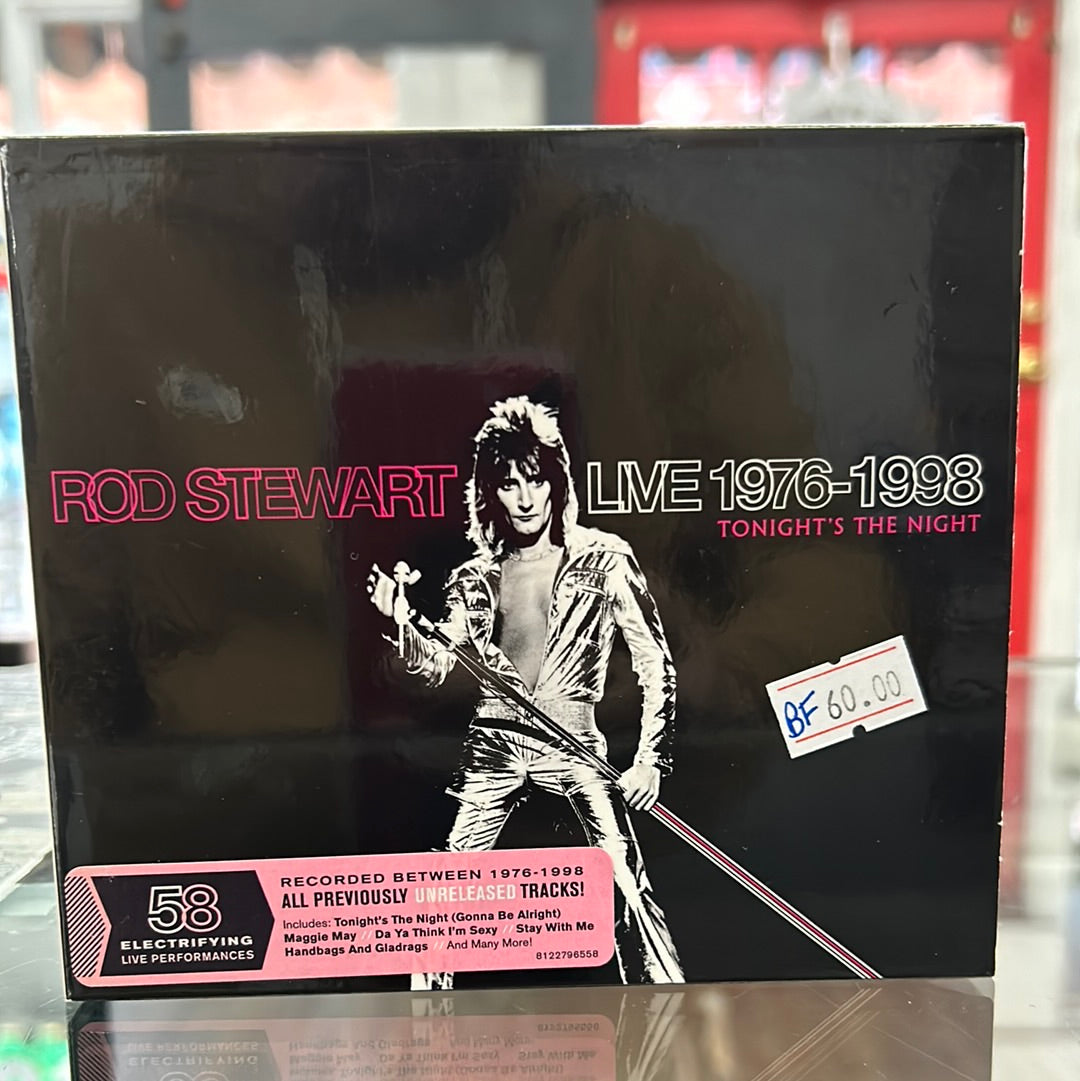 ROD STEWART LIVE 1976-1998
TONIGHT'S THE NIGHT
BF 60.00
58
ELECTRIFYING
LIVE PERFORMANCES
RECORDED BETWEEN 1976-1998
ALL PREVIOUSLY UNRELEASED TRACKS!
Includes: Tonight's The Night (Gonna Be Alright)
Maggie May // Da Ya Think I'm Sexy // Stay With Me
Handbags And Gladrags // And Many More!
8122796558